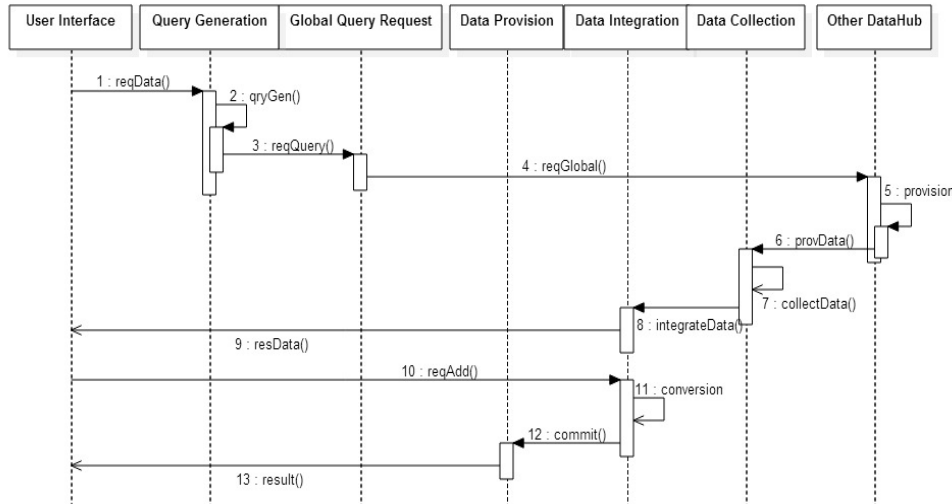 User Interface
Query Generation
Global Query Request
Data Provision
Data Integration
Data Collection
Other DataHub
1 : reqData()
2 : qryGen()
3 : reqQuery()
4 : reqGlobal()
5 : provision
6 : provData()
7 : collectData()
8 : integrateData()
9 : resData()
10 : reqAdd()
11 : conversion
12 : commit()
13 : result()